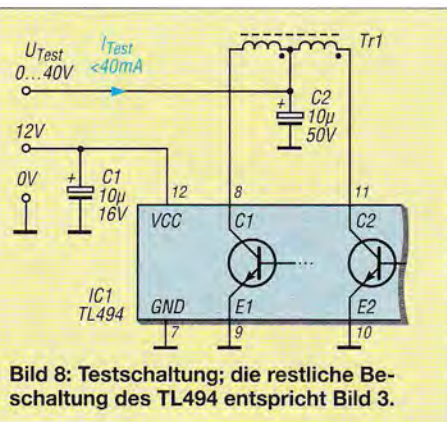 Tr1
UTest
0...40V
ITest
<40mA
+
C2
10µ
50V
12V
0V
+
C1
10µ
16V
12
8
11
VCC
C1
C2
...
IC1
TL494
GND
E1
E2
7
9
10
Bild 8: Testschaltung; die restliche Be-
schaltung des TL494 entspricht Bild 3.